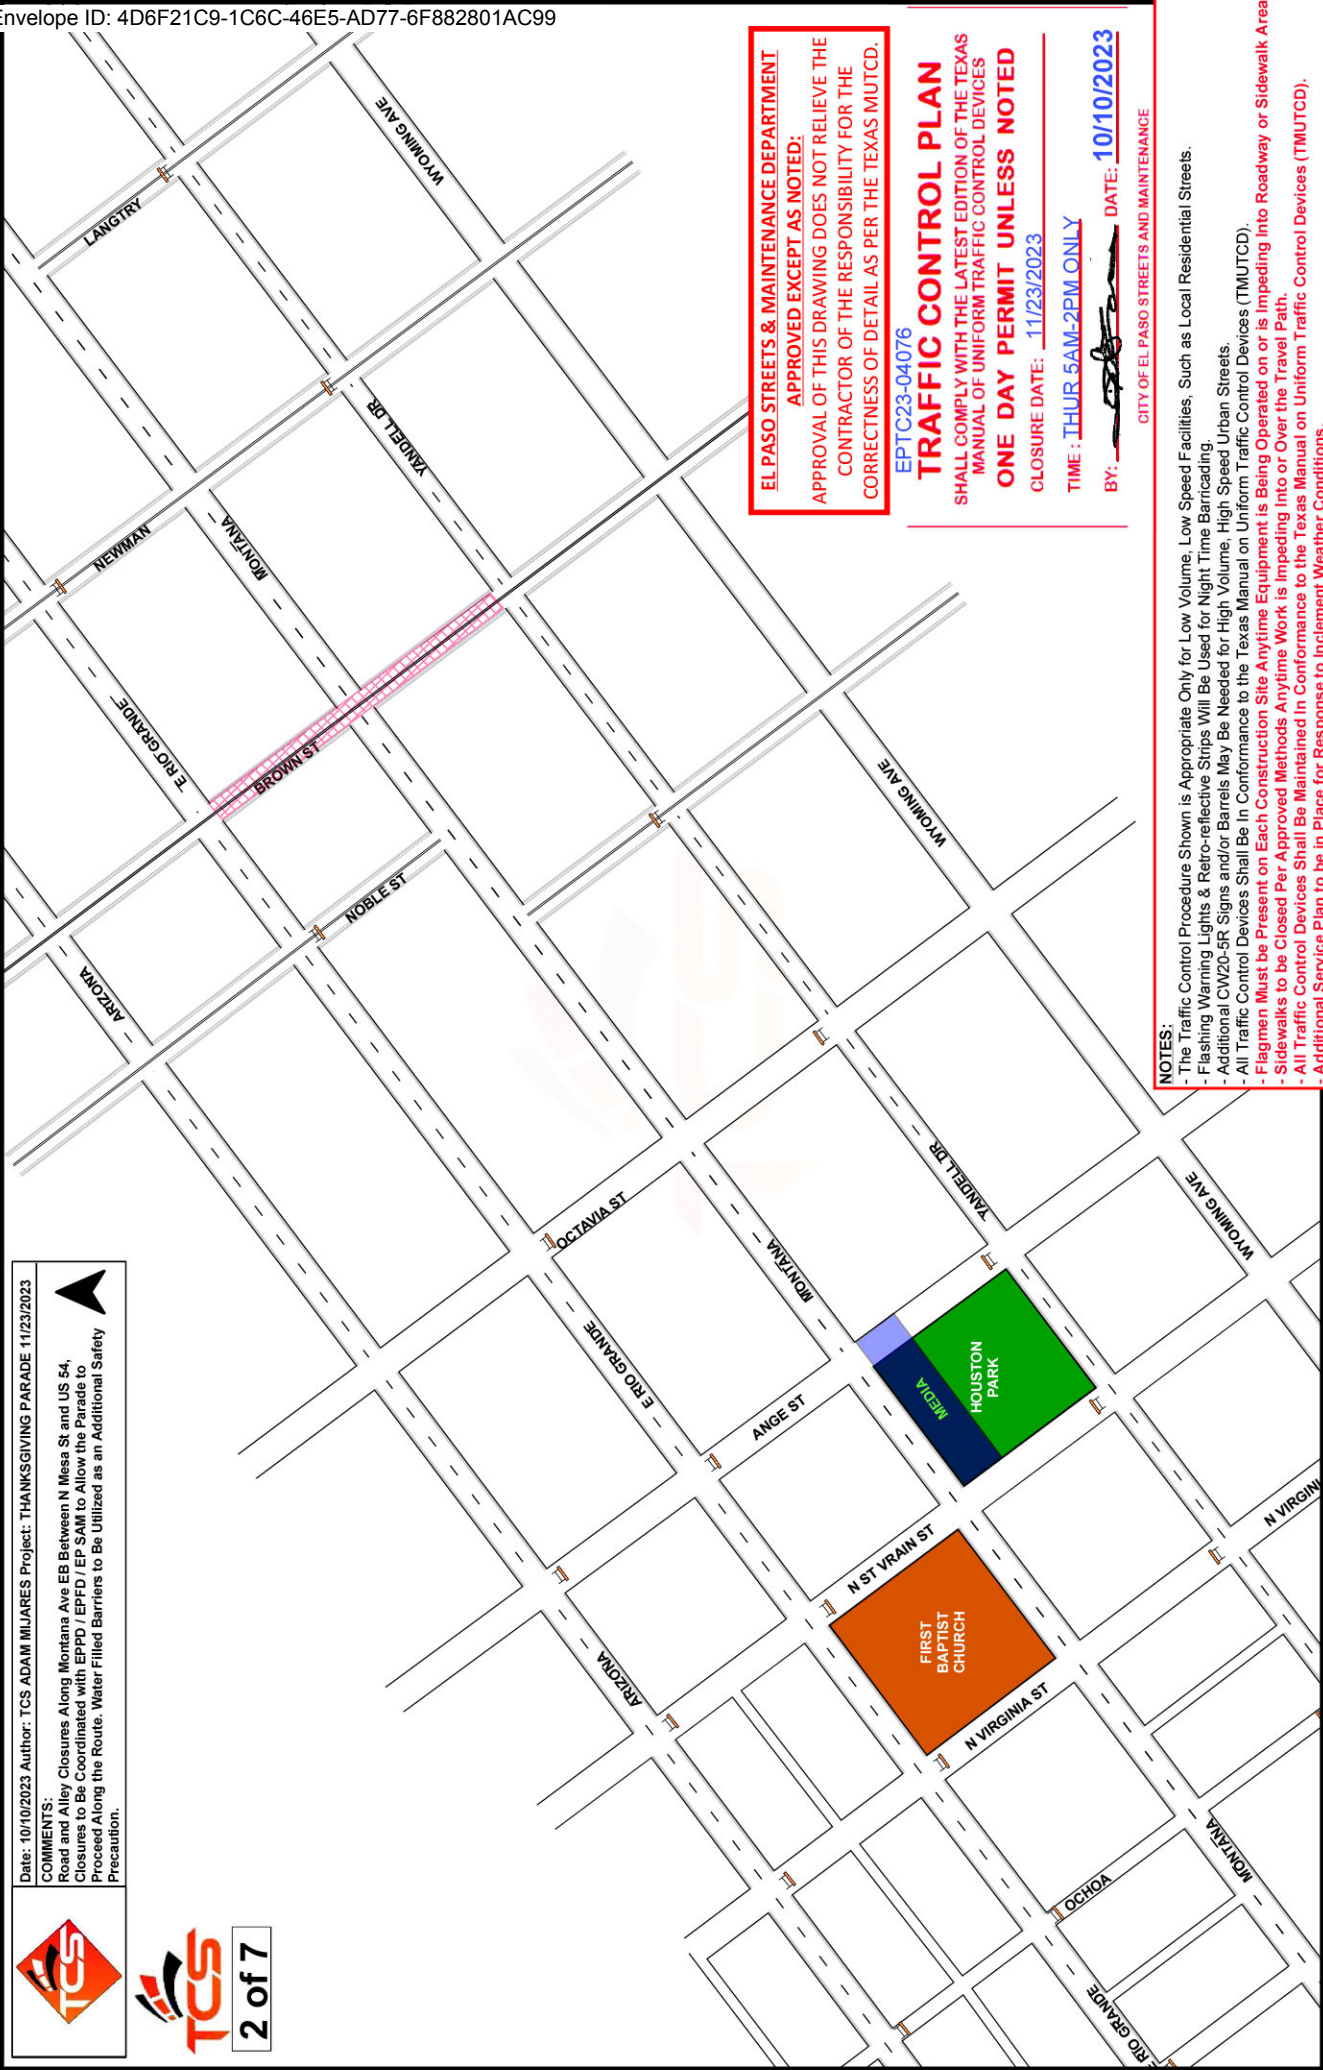 Envelope ID: 4D6F21C9-1C6C-46E5-AD77-6F882801AC99
Date: 10/10/2023 Author: TCS ADAM MIJARES Project: THANKSGIVING PARADE 11/23/2023
COMMENTS:
Road and Alley Closures Along Montana Ave EB Between N Mesa St and US 54,
Closures to Be Coordinated with EPPD / EPFD / EP SAM to Allow the Parade to
Proceed Along the Route. Water Filled Barriers to Be Utilized as an Additional Safety
Precaution.
TCS
TCS
2 of 7
LANGTRY
WYOMING AVE
NEWMAN
MONTANA
YANDELL DR
E RIO GRANDE
BROWN ST
NOBLE ST
ARIZONA
WYOMING AVE
OCTAVIA ST
MONTANA
YANDELL DR
WYOMING AVE
E RIO GRANDE
ANGE ST
MEDIA
HOUSTON
PARK
N ST VRAIN ST
FIRST
BAPTIST
CHURCH
N VIRGINIA ST
N VIRGINI
ARIZONA
OCHOA
MONTANA
E RIO GRANDE
EL PASO STREETS & MAINTENANCE DEPARTMENT
APPROVED EXCEPT AS NOTED:
APPROVAL OF THIS DRAWING DOES NOT RELIEVE THE
CONTRACTOR OF THE RESPONSIBILITY FOR THE
CORRECTNESS OF DETAIL AS PER THE TEXAS MUTCD.
EPTC23-04076
TRAFFIC CONTROL PLAN
SHALL COMPLY WITH THE LATEST EDITION OF THE TEXAS
MANUAL OF UNIFORM TRAFFIC CONTROL DEVICES
ONE DAY PERMIT UNLESS NOTED
CLOSURE DATE: 11/23/2023
TIME : THUR 5AM-2PM ONLY
BY: DATE: 10/10/2023
CITY OF EL PASO STREETS AND MAINTENANCE
NOTES:
- The Traffic Control Procedure Shown is Appropriate Only for Low Volume, Low Speed Facilities, Such as Local Residential Streets.
- Flashing Warning Lights & Retro-reflective Strips Will Be Used for Night Time Barricading.
- Additional CW20-5R Signs and/or Barrels May Be Needed for High Volume, High Speed Urban Streets.
- All Traffic Control Devices Shall Be In Conformance to the Texas Manual on Uniform Traffic Control Devices (TMUTCD).
- Flagmen Must be Present on Each Construction Site Anytime Equipment is Being Operated on or is Impeding Into Roadway or Sidewalk Area
- Sidewalks to be Closed Per Approved Methods Anytime Work is Impeding Into or Over the Travel Path.
- All Traffic Control Devices Shall Be Maintained In Conformance to the Texas Manual on Uniform Traffic Control Devices (TMUTCD).
- Additional Service Plan to be in Place for Response to Inclement Weather Conditions.